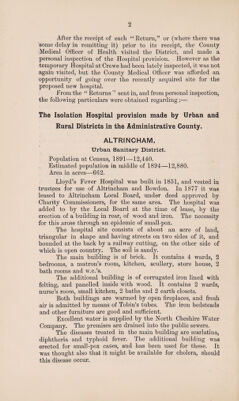 2
After the receipt of each “Return,” or (where there was
some delay in remitting it) prior to its receipt, the County
Medical Officer of Health visited the District, and made a
personal inspection of the Hospital provision. However as the
temporary Hospital at Crewe had been lately inspected, it was not
again visited, but the County Medical Officer was afforded an
opportunity of going over the recently acquired site for the
proposed new hospital.
From the “Returns” sent in, and from personal inspection,
the following particulars were obtained regarding :—
The Isolation Hospital provision made by Urban and
Rural Districts in the Administrative County.
ALTRINCHAM.
Urban Sanitary District.
Population at Census, 1891—12,440.
Estimated population in middle of 1894—12,880.
Area in acres—662.
Lloyd's Fever Hospital was built in 1851, and vested in
trustees for use of Altrincham and Bowdon. In 1877 it was
leased to Altrincham Local Board, under deed approved by
Charity Commissioners, for the same area. The hospital was
added to by the Local Board at the time of lease, by the
erection of a building in rear, of wood and iron. The necessity
for this arose through an epidemic of small-pox.
The hospital site consists of about an acre of land,
triangular in shape and having streets on two sides of it, and
bounded at the back by a railway cutting, on the other side of
which is open country. The soil is sandy.
The main building is of brick. It contains 4 wards, 2
bedrooms, a matron's room, kitchen, scullery, store house, 2
bath rooms and w.c.'s.
The additional building is of corrugated iron lined with
felting, and panelled inside with wood. It contains 2 wards,
nurse's room, small kitchen, 2 baths and 2 earth closets.
Both buildings are warmed by open fireplaces, and fresh
air is admitted by means of Tobin's tubes. The iron bedsteads
and other furniture are good and sufficient.
Excellent water is supplied by the North Cheshire Water
Company. The premises are drained into the public sewers.
The diseases treated in the main building are scarlatina,
diphtheria and typhoid fever. The additional building was
erected for small-pox cases, and has been used for these. It
was thought also that it might be available for cholera, should
this disease occur.